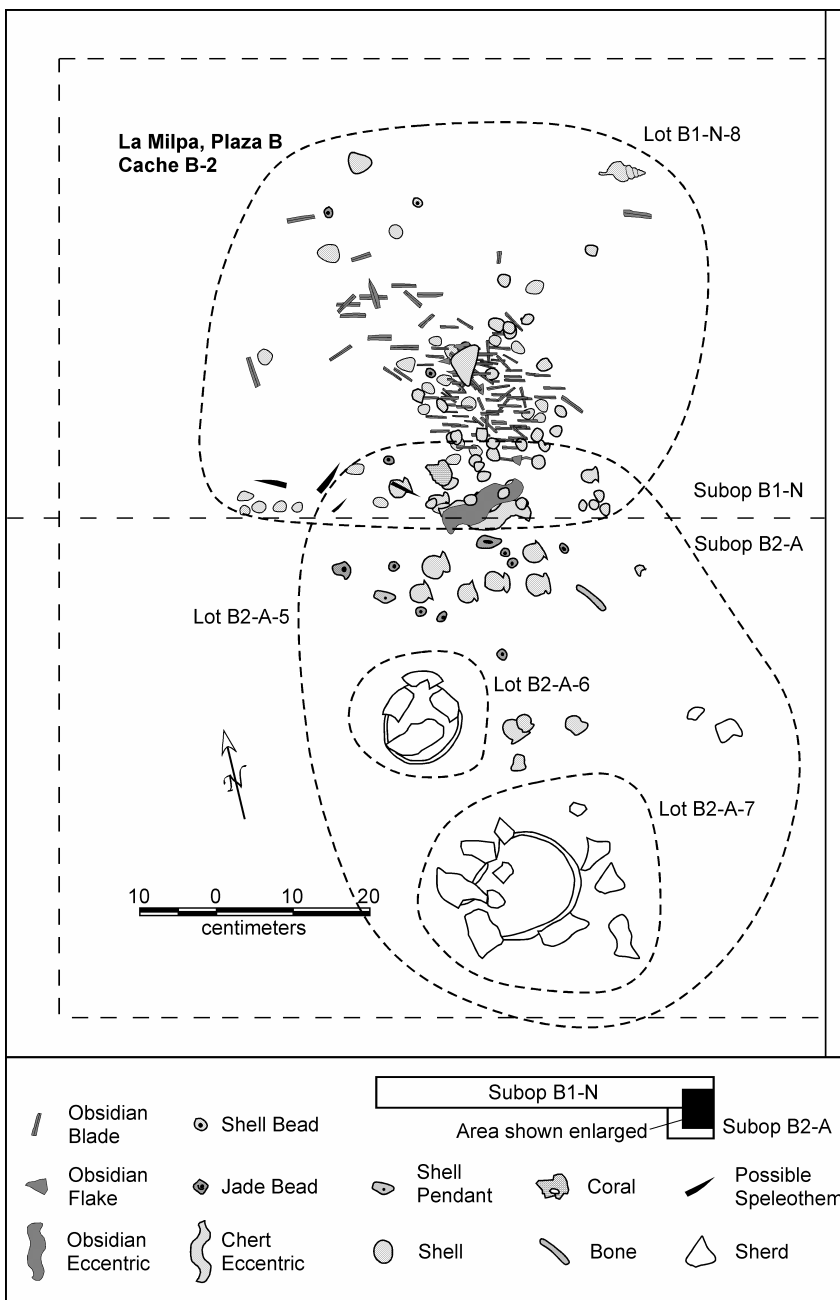 La Milpa, Plaza B
Cache B-2
Lot B1-N-8
Subop B1-N
Subop B2-A
Lot B2-A-5
Lot B2-A-6
Lot B2-A-7
N
10 0 10 20
centimeters
Obsidian
Blade
Shell Bead
Subop B1-N
Area shown enlarged
Subop B2-A
Obsidian
Flake
Jade Bead
Shell
Pendant
Coral
Possible
Speleothem
Obsidian
Eccentric
Chert
Eccentric
Shell
Bone
Sherd